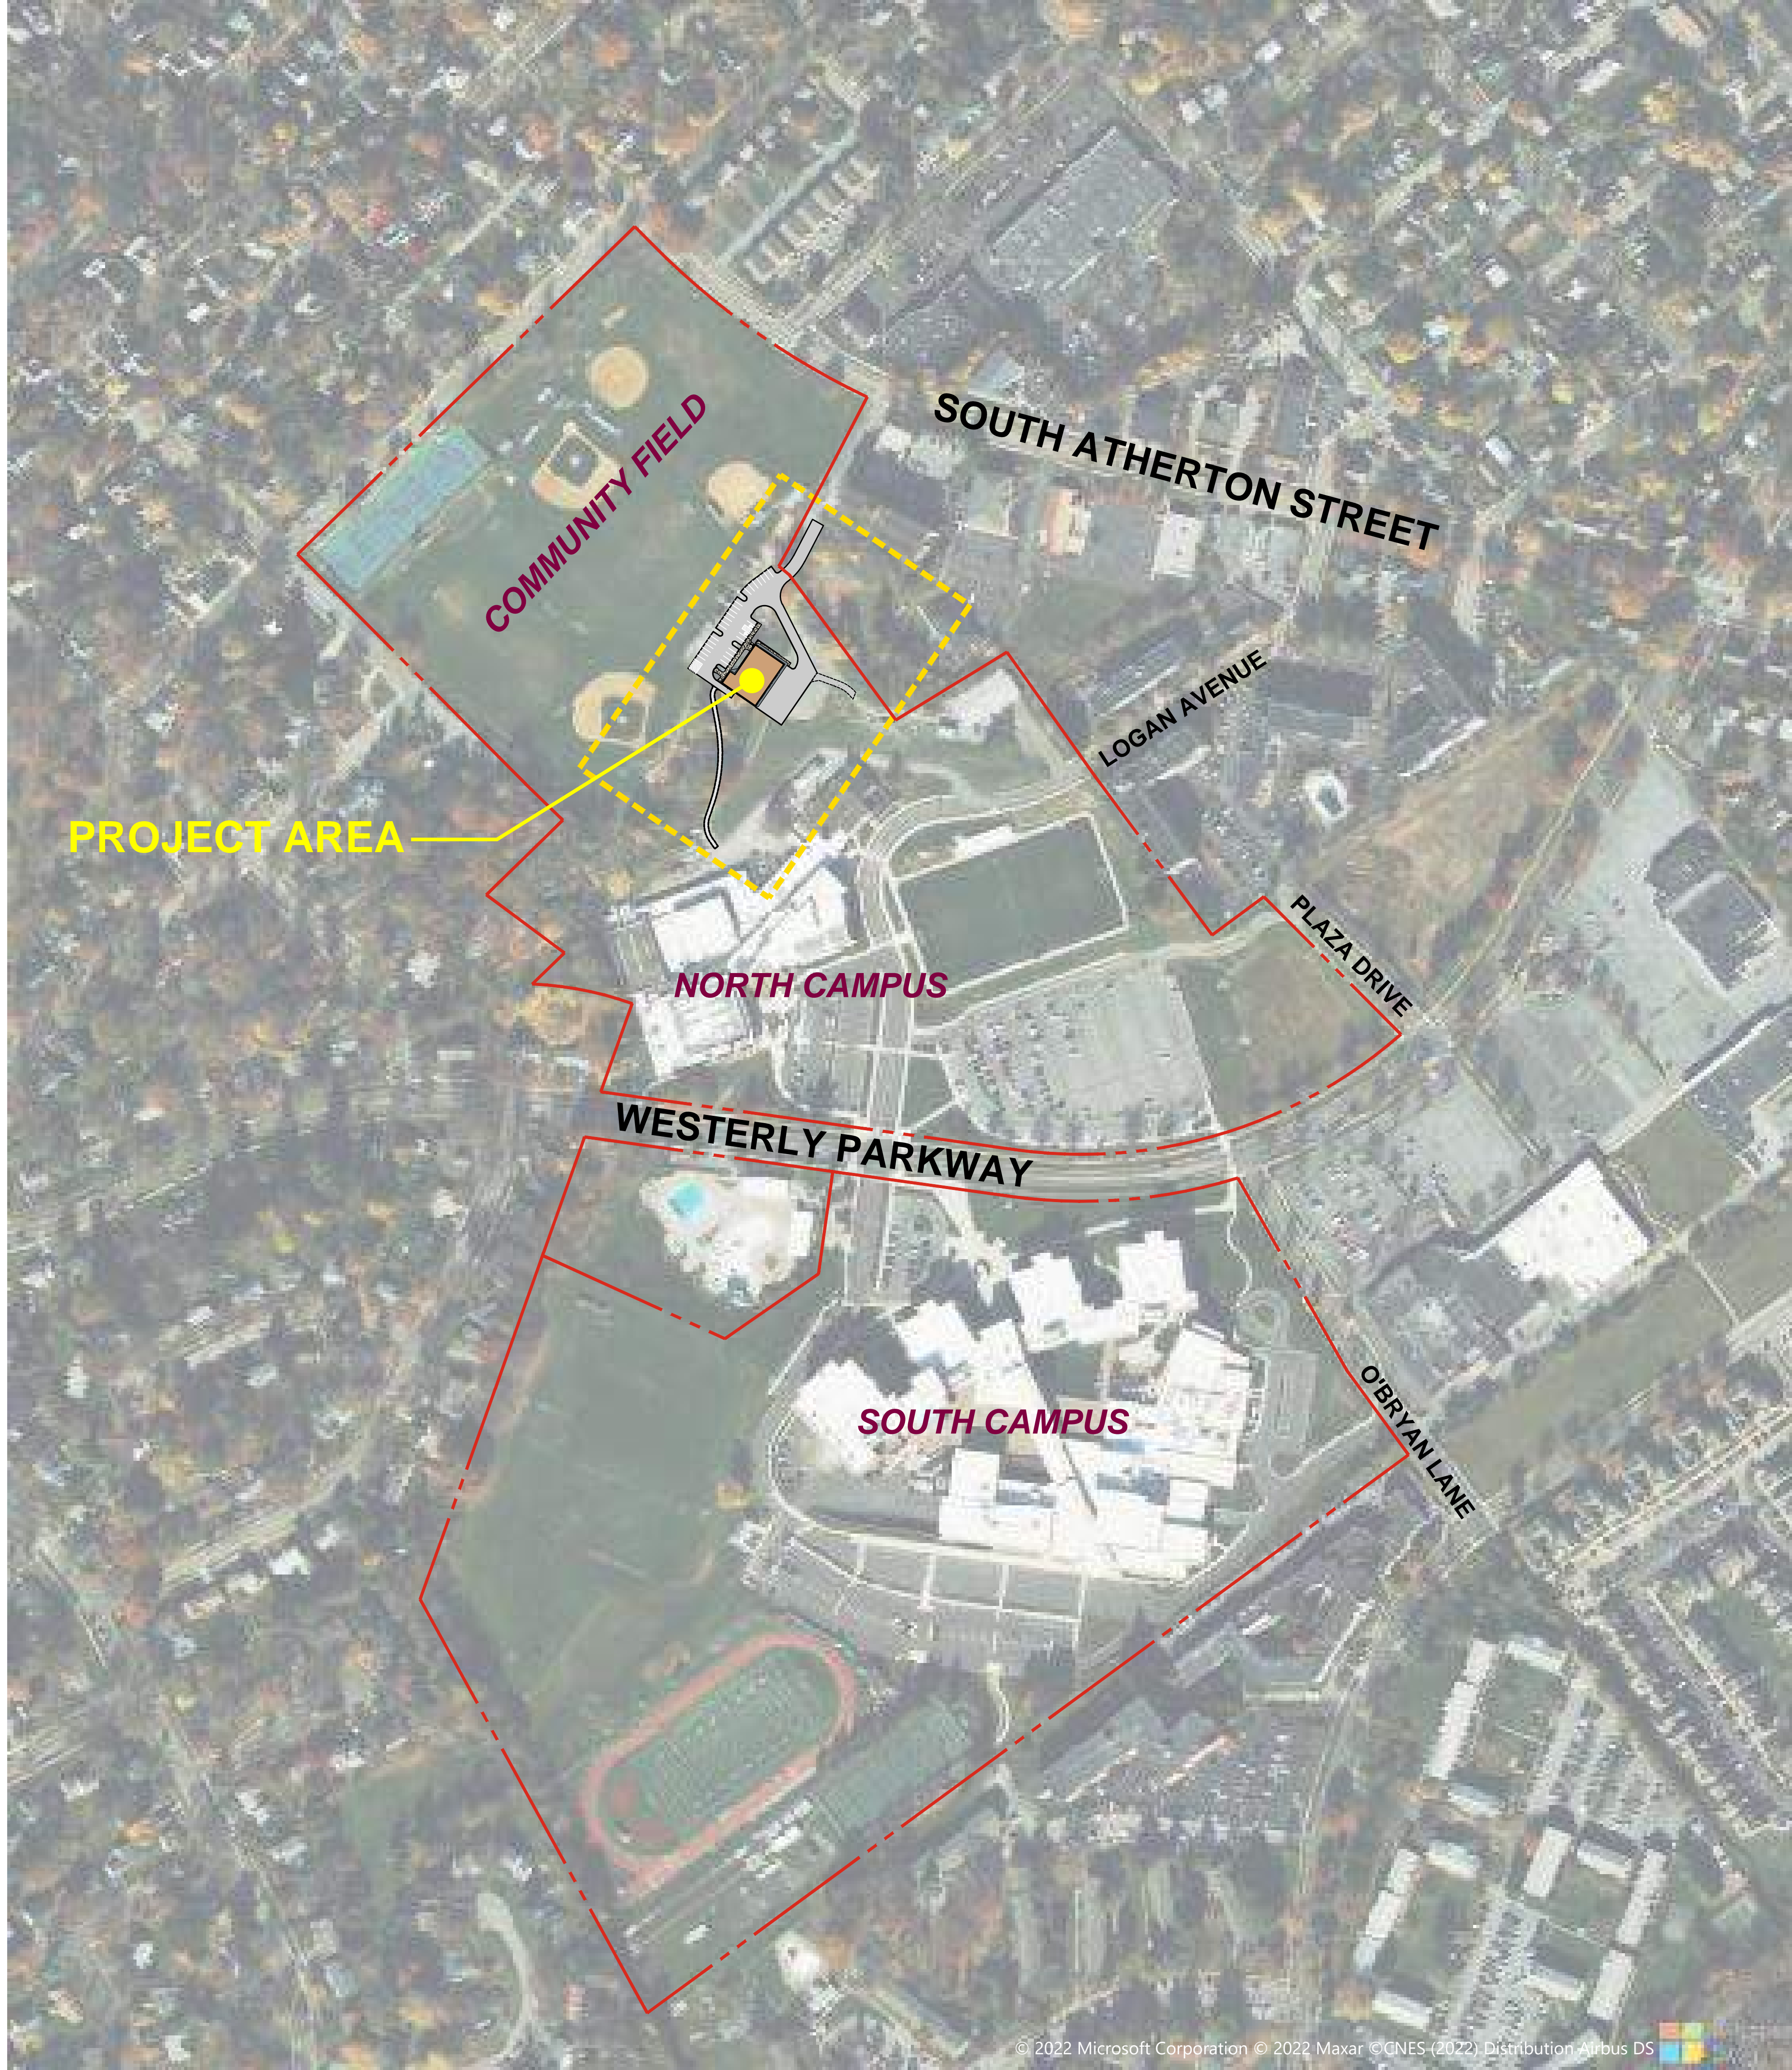 SOUTH ATHERTON STREET
COMMUNITY FIELD
LOGAN AVENUE
PROJECT AREA
PLAZA DRIVE
NORTH CAMPUS
WESTERLY PARKWAY
SOUTH CAMPUS
O'BRYAN LANE
© 2022 Microsoft Corporation © 2022 Maxar ©CNES (2022) Distribution Airbus DS